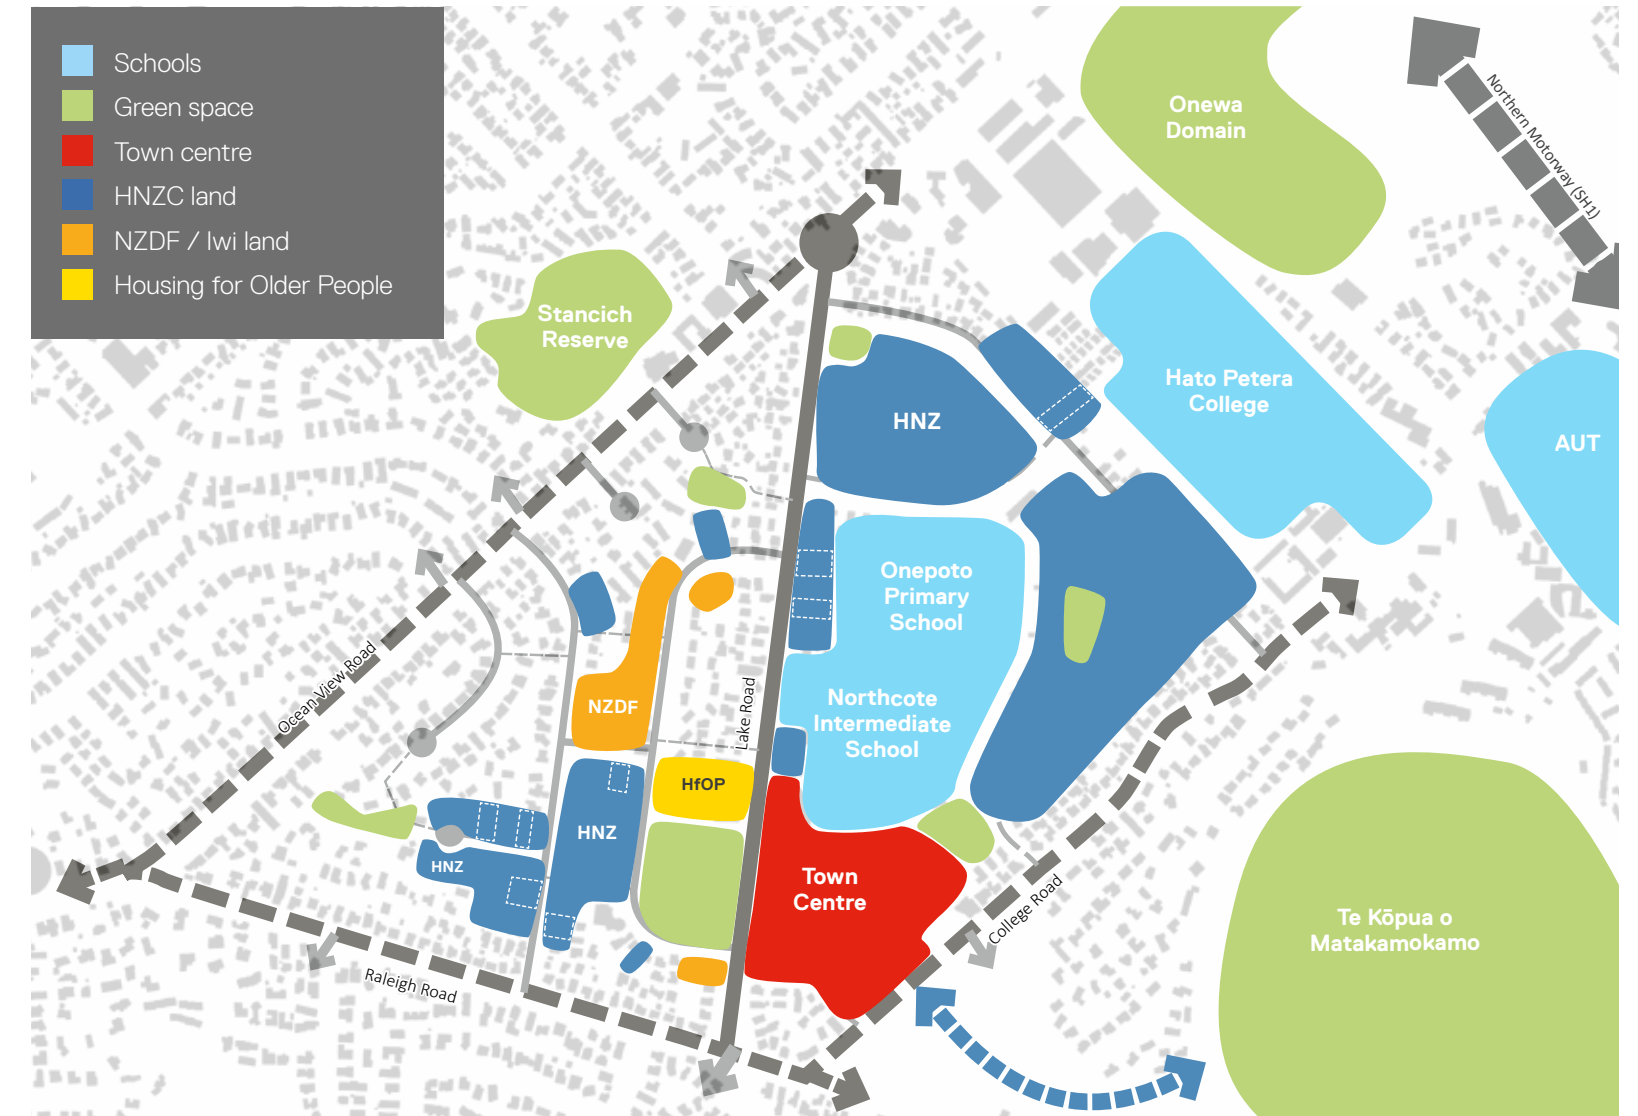 Schools
Green space
Town centre
HNZC land
NZDF / Iwi land
Housing for Older People
Onewa
Domain
Northern Motorway (SH1)
Stancich
Reserve
Hato Petera
College
HNZ
AUT
Onepoto
Primary
School
Ocean View Road
Lake Road
NZDF
Northcote
Intermediate
School
HfOP
HNZ
HNZ
Town
Centre
College Road
Te Kōpua o
Matakamokamo
Raleigh Road